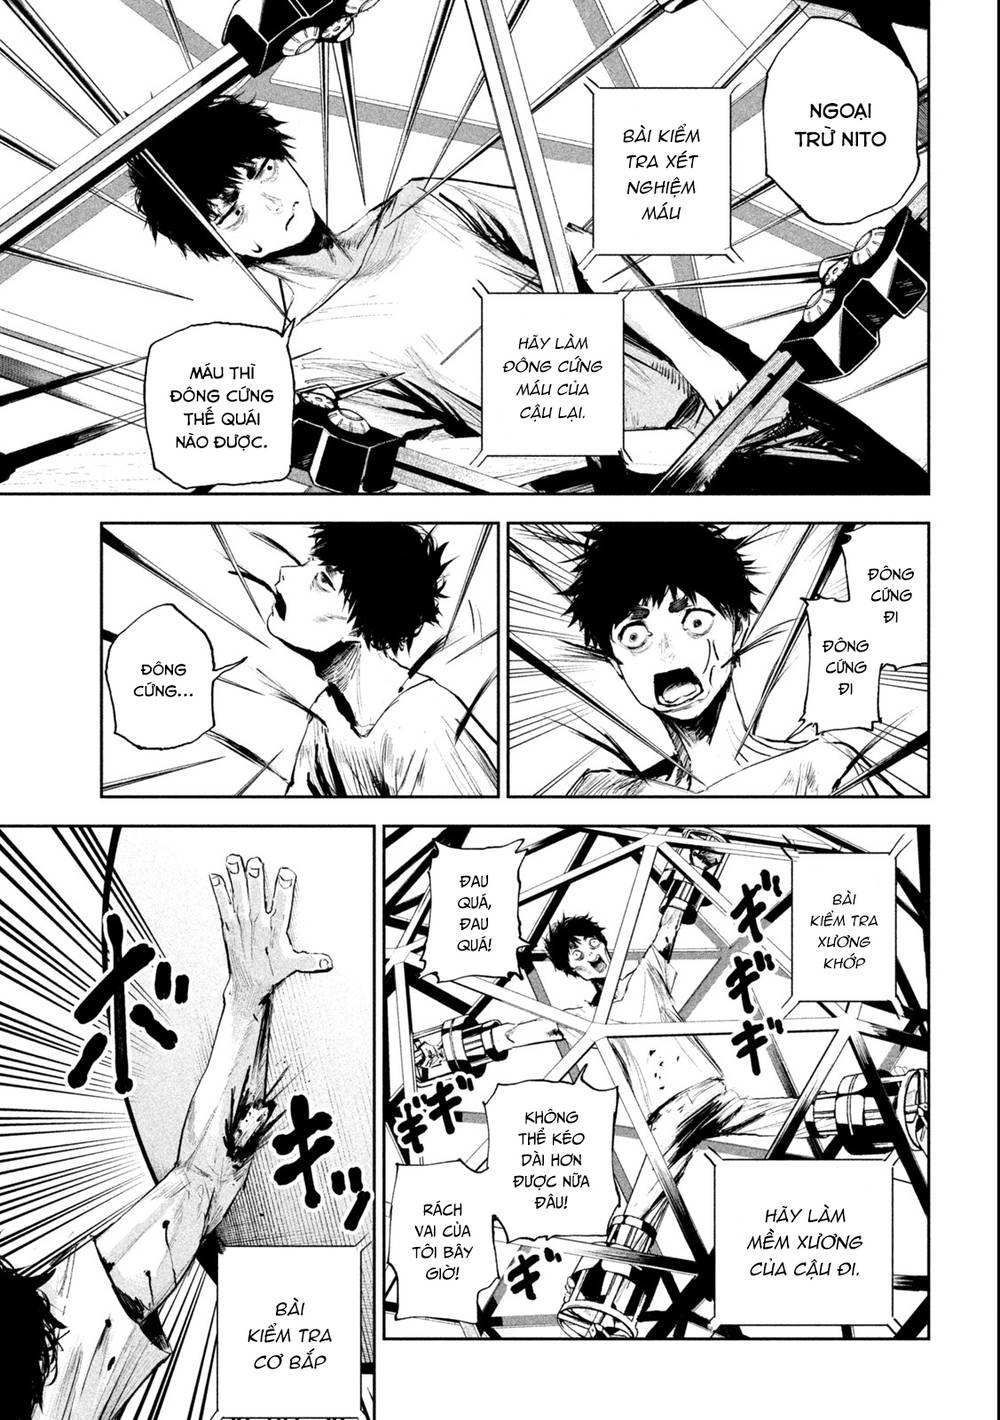 NGOẠI
TRỪ NITO
BÀI KIỂM
TRA XÉT
NGHIỆM
MÁU
HÃY LÀM
ĐÔNG CỨNG
MÁU CỦA
CẬU LẠI.
MÁU THÌ
ĐÔNG CỨNG
THẾ QUÁI
NÀO ĐƯỢC.
ĐÔNG
CỨNG
ĐI
ĐÔNG
CỨNG
ĐI
ĐÔNG
CỨNG...
BÀI
KIỂM TRA
XƯƠNG
KHỚP
ギギギ
ĐAU
QUÁ,
ĐAU
QUÁ!
KHÔNG
THỂ KÉO
DÀI HƠN
ĐƯỢC NỮA
ĐÂU!
ギギ
ギギ
RÁCH
VAI CỦA
TÔI BÂY
GIỜ!
ギ
HÃY LÀM
MỀM XƯƠNG
CỦA CẬU ĐI.
ズギッ
BÀI
KIỂM TRA
CƠ BẮP